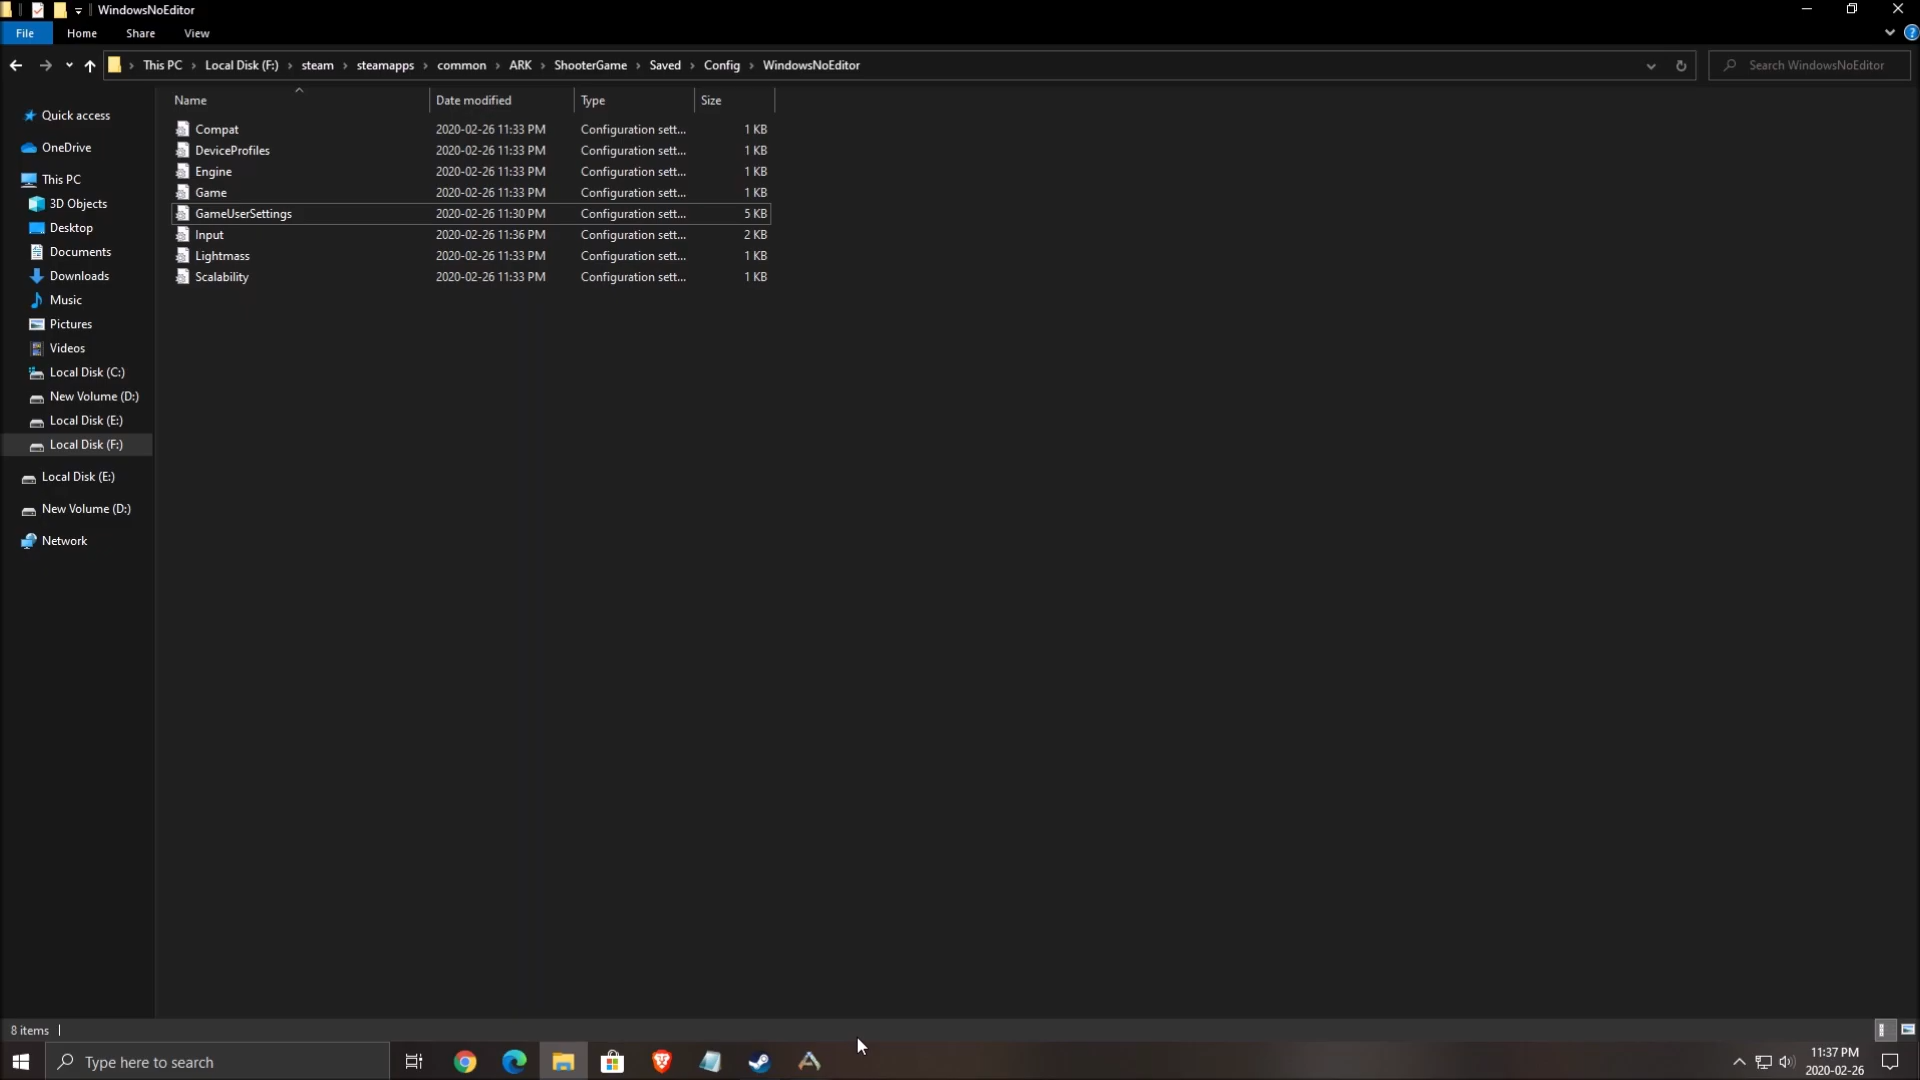 WindowsNoEditor
File Home Share View
This PC Local Disk (F:) steam steamapps common ARK ShooterGame Saved Config WindowsNoEditor Search WindowsNoEditor
Name Date modified Type Size
Compat 2020-02-26 11:33 PM Configuration sett... 1 KB
DeviceProfiles 2020-02-26 11:33 PM Configuration sett... 1 KB
Engine 2020-02-26 11:33 PM Configuration sett... 1 KB
Game 2020-02-26 11:33 PM Configuration sett... 1 KB
GameUserSettings 2020-02-26 11:30 PM Configuration sett... 5 KB
Input 2020-02-26 11:36 PM Configuration sett... 2 KB
Lightmass 2020-02-26 11:33 PM Configuration sett... 1 KB
Scalability 2020-02-26 11:33 PM Configuration sett... 1 KB
Quick access
OneDrive
This PC
3D Objects
Desktop
Documents
Downloads
Music
Pictures
Videos
Local Disk (C:)
New Volume (D:)
Local Disk (E:)
Local Disk (F:)
Local Disk (E:)
New Volume (D:)
Network
8 items
Type here to search
11:37 PM
2020-02-26